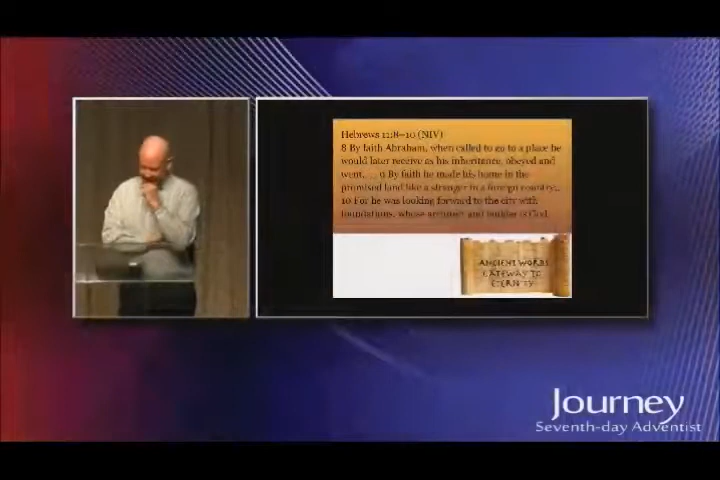 Hebrews 11:8–10 (NIV)
8 By faith Abraham, when called to go to a place he
would later receive as his inheritance, obeyed and
went, ... 9 By faith he made his home in the
promised land like a stranger in a foreign country;..
10 For he was looking forward to the city with
foundations, whose architect and builder is God.
ANCIENT WORDS
GATEWAY TO
ETERNITY
Journey
Seventh-day Adventist